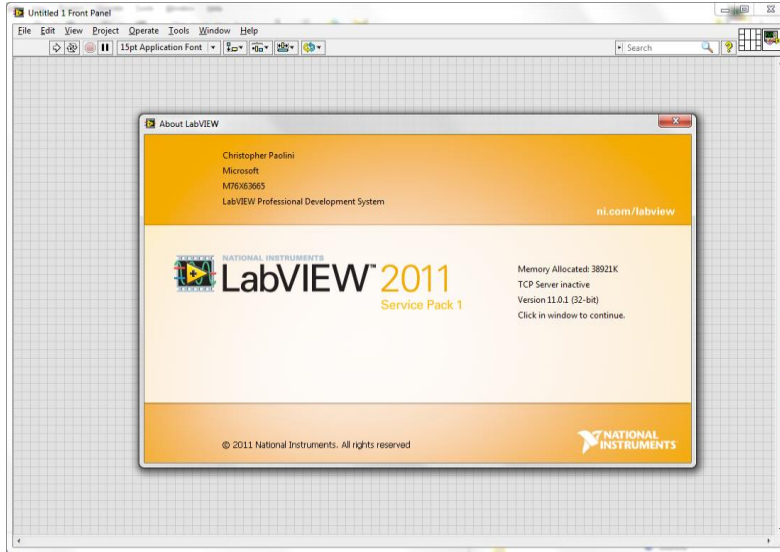 Untitled 1 Front Panel
File Edit View Project Operate Tools Window Help
15pt Application Font
Search
About LabVIEW
Christopher Paolini
Microsoft
M76X63665
LabVIEW Professional Development System
ni.com/labview
NATIONAL INSTRUMENTS
LabVIEW™ 2011
Service Pack 1
Memory Allocated: 38921K
TCP Server inactive
Version 11.0.1 (32-bit)
Click in window to continue.
© 2011 National Instruments. All rights reserved
NATIONAL
INSTRUMENTS